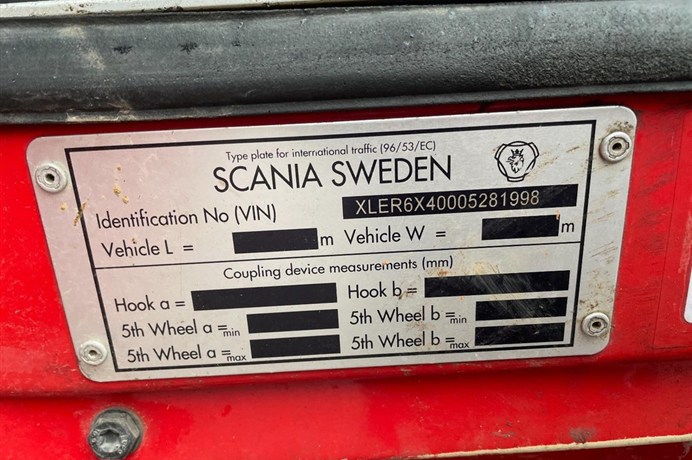 Type plate for international traffic (96/53/EC)
SCANIA SWEDEN
Identification No (VIN) XLER6X40005281998
Vehicle L = m Vehicle W = m
Coupling device measurements (mm)
Hook a = Hook b =
5th Wheel a =min 5th Wheel b =min
5th Wheel a =max 5th Wheel b =max